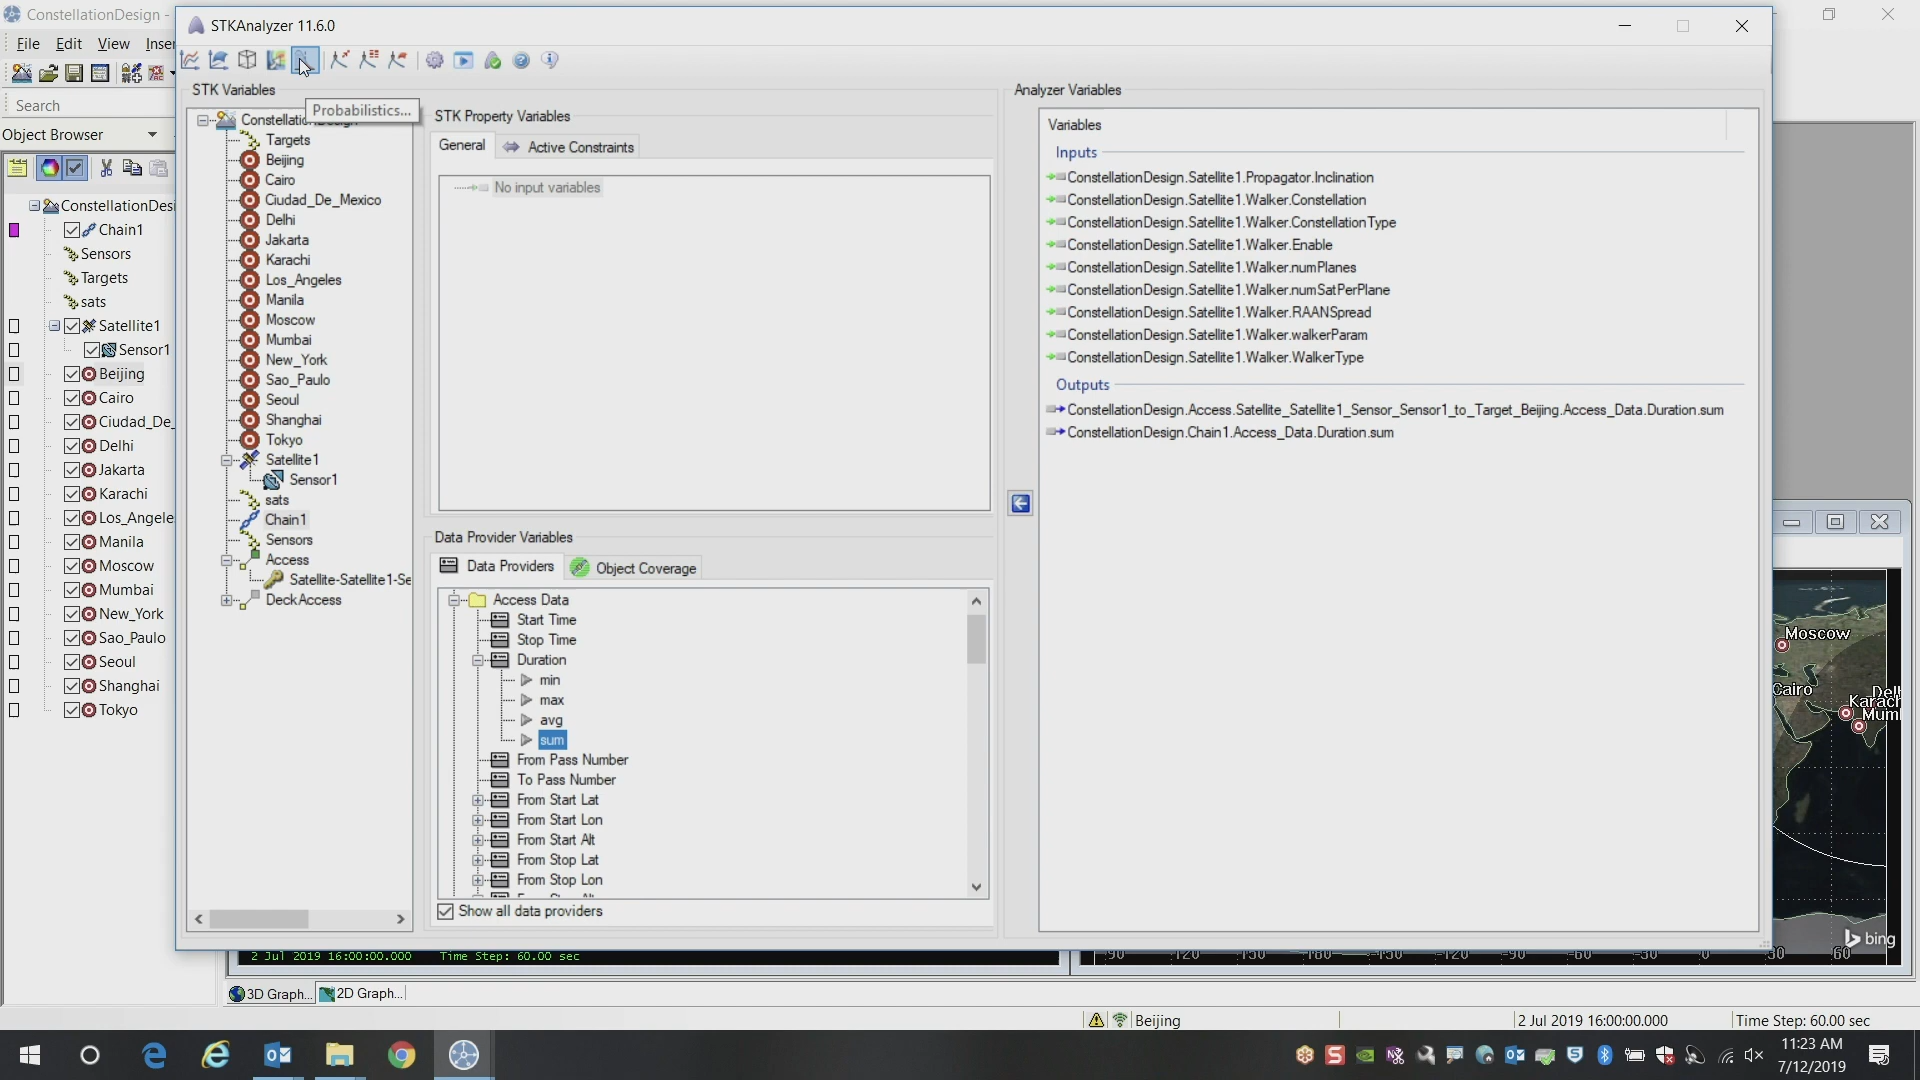 ConstellationDesign -
File Edit View Inser
Search
Object Browser
ConstellationDesi
Chain1
Sensors
Targets
sats
Satellite1
Sensor1
Beijing
Cairo
Ciudad_De_
Delhi
Jakarta
Karachi
Los_Angele
Manila
Moscow
Mumbai
New_York
Sao_Paulo
Seoul
Shanghai
Tokyo
STKAnalyzer 11.6.0
Probabilistics...
STK Variables
Targets
Beijing
Cairo
Ciudad_De_Mexico
Delhi
Jakarta
Karachi
Los_Angeles
Manila
Moscow
Mumbai
New_York
Sao_Paulo
Seoul
Shanghai
Tokyo
Satellite1
Sensor1
sats
Chain1
Sensors
Access
Satellite-Satellite1-Se
DeckAccess
STK Property Variables
General Active Constraints
No input variables
Data Provider Variables
Data Providers Object Coverage
Access Data
Start Time
Stop Time
Duration
min
max
avg
sum
From Pass Number
To Pass Number
From Start Lat
From Start Lon
From Start Alt
From Stop Lat
From Stop Lon
Show all data providers
Analyzer Variables
Variables
Inputs
ConstellationDesign.Satellite1.Propagator.Inclination
ConstellationDesign.Satellite1.Walker.Constellation
ConstellationDesign.Satellite1.Walker.ConstellationType
ConstellationDesign.Satellite1.Walker.Enable
ConstellationDesign.Satellite1.Walker.numPlanes
ConstellationDesign.Satellite1.Walker.numSatPerPlane
ConstellationDesign.Satellite1.Walker.RAANSpread
ConstellationDesign.Satellite1.Walker.walkerParam
ConstellationDesign.Satellite1.Walker.WalkerType
Outputs
ConstellationDesign.Access.Satellite_Satellite1_Sensor_Sensor1_to_Target_Beijing.Access_Data.Duration.sum
ConstellationDesign.Chain1.Access_Data.Duration.sum
Moscow
Cairo
Delh
Karach
Mumb
bing
2 Jul 2019 16:00:00.000 Time Step: 60.00 sec
3D Graph... 2D Graph...
Beijing
2 Jul 2019 16:00:00.000
Time Step: 60.00 sec
11:23 AM
7/12/2019